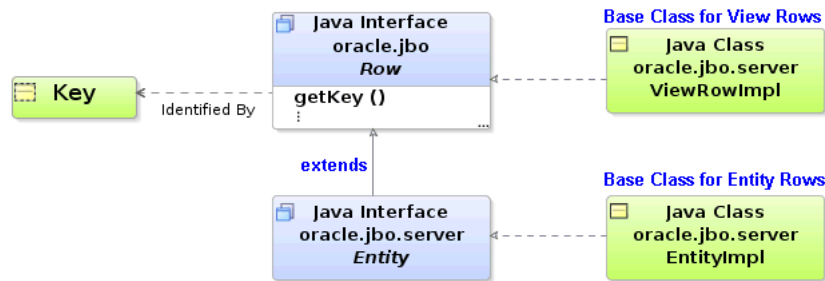 Java Interface
oracle.jbo
Row
getKey ()
⋮
...
Key
Identified By
Base Class for View Rows
Java Class
oracle.jbo.server
ViewRowImpl
extends
Java Interface
oracle.jbo.server
Entity
Base Class for Entity Rows
Java Class
oracle.jbo.server
EntityImpl